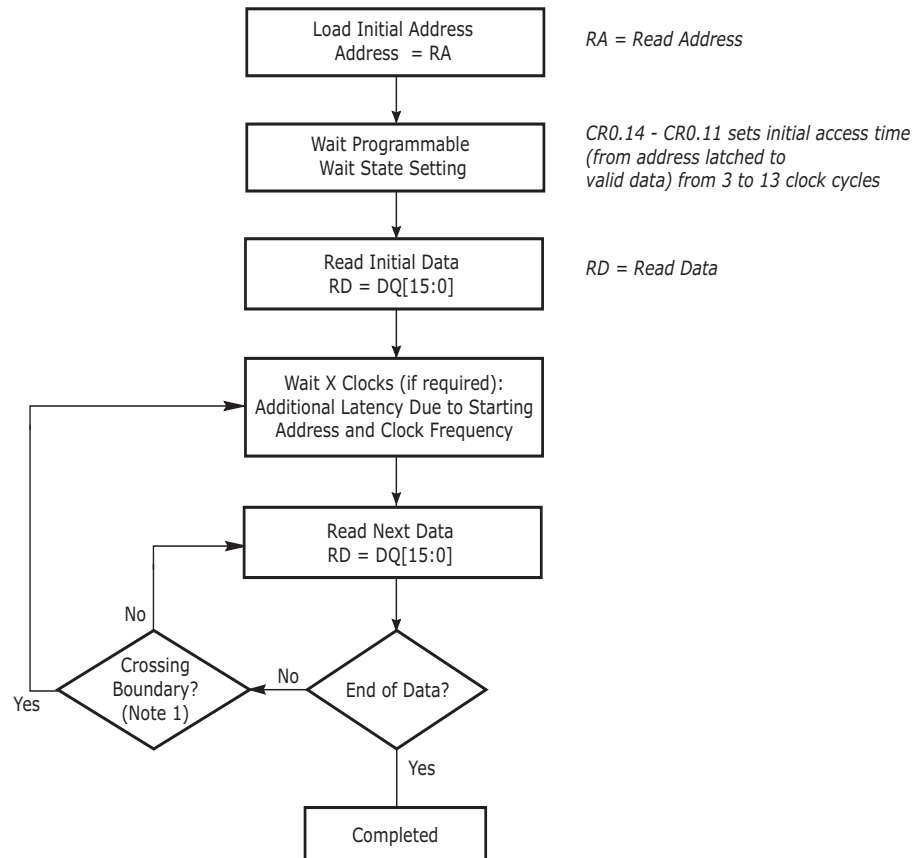 Load Initial Address
Address = RA
RA = Read Address
Wait Programmable
Wait State Setting
CR0.14 - CR0.11 sets initial access time
(from address latched to
valid data) from 3 to 13 clock cycles
Read Initial Data
RD = DQ[15:0]
RD = Read Data
Wait X Clocks (if required):
Additional Latency Due to Starting
Address and Clock Frequency
Read Next Data
RD = DQ[15:0]
No
Crossing
Boundary?
(Note 1)
Yes
No
End of Data?
Yes
Completed